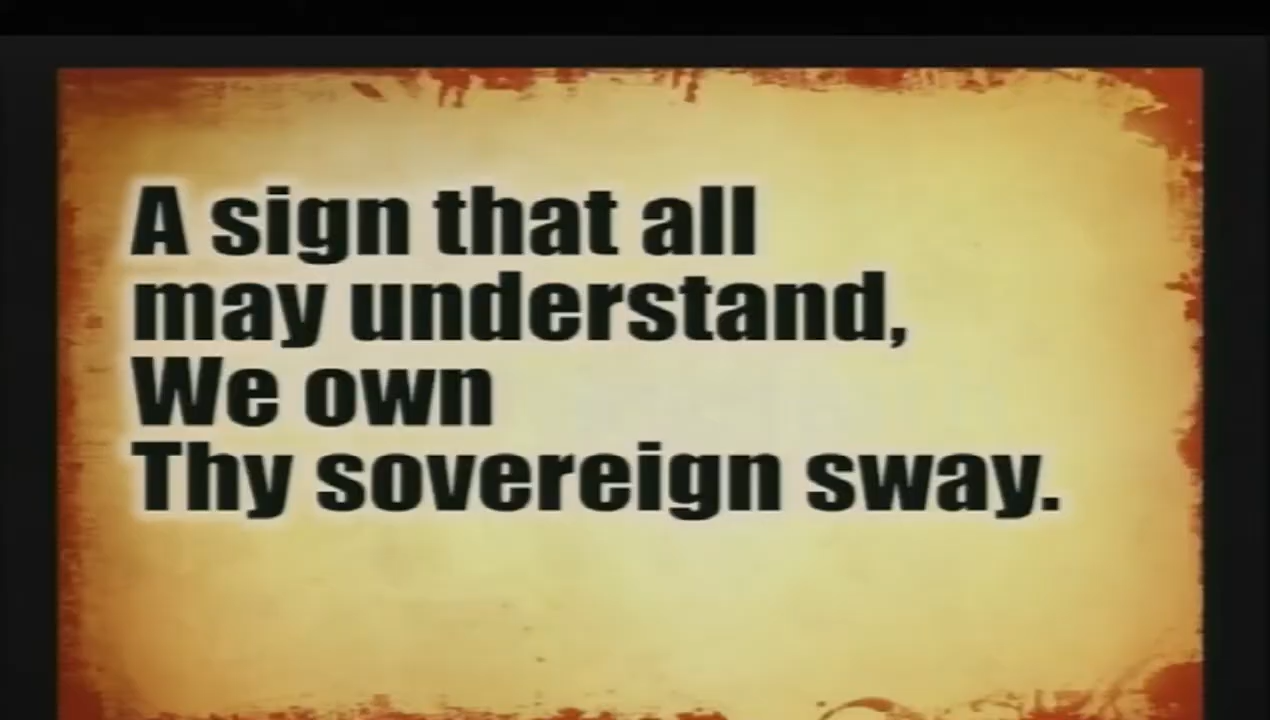 A sign that all
may understand,
We own
Thy sovereign sway.